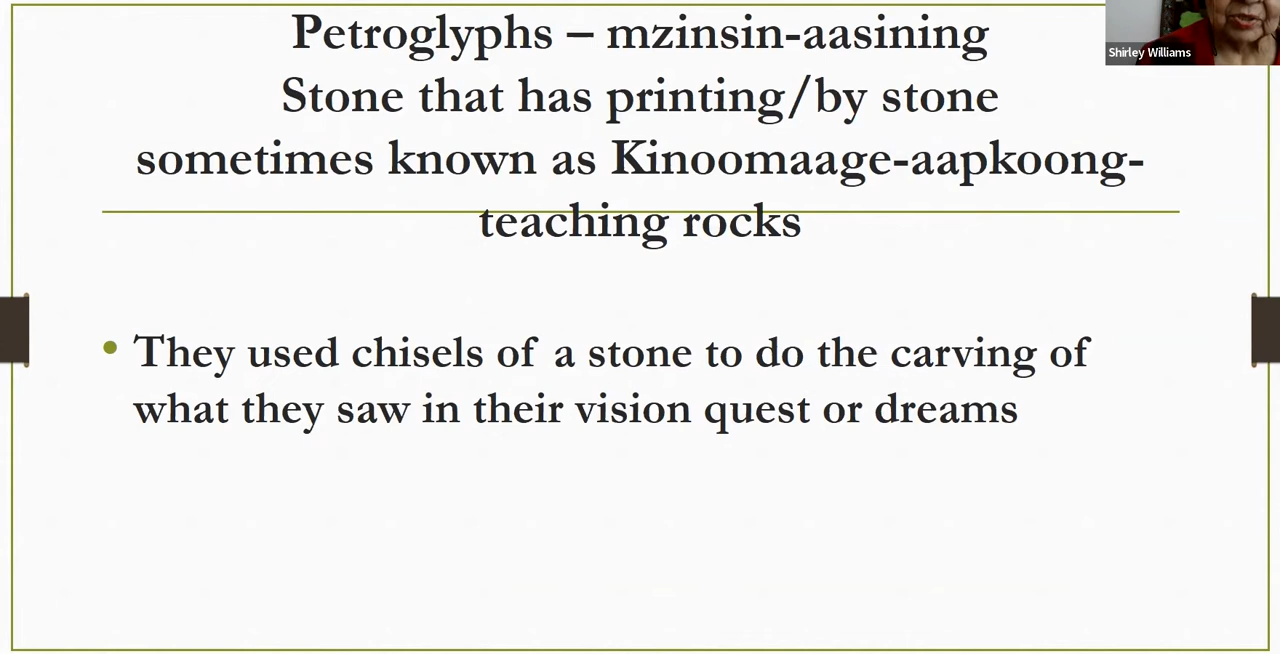 Petroglyphs – mzinsin-aasining
Shirley Williams
Stone that has printing/by stone
sometimes known as Kinoomaage-aapkoong-
teaching rocks
• They used chisels of a stone to do the carving of
what they saw in their vision quest or dreams